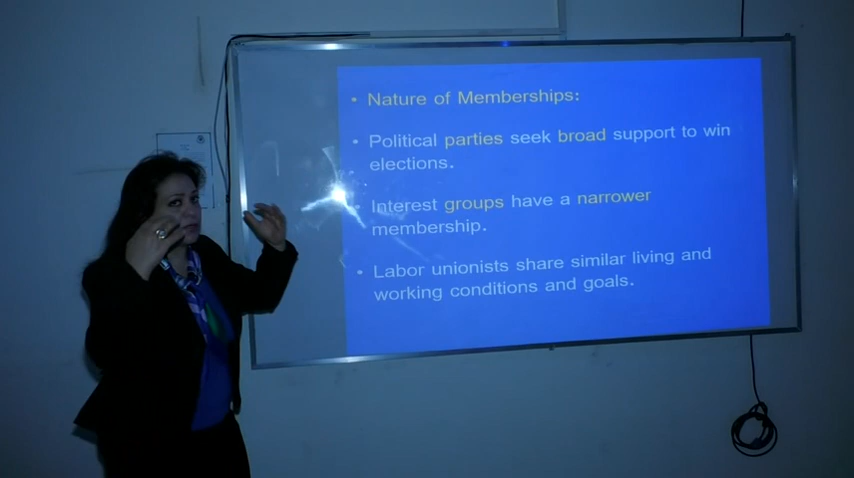 • Nature of Memberships:
• Political parties seek broad support to win
elections.
• Interest groups have a narrower
membership.
• Labor unionists share similar living and
working conditions and goals.